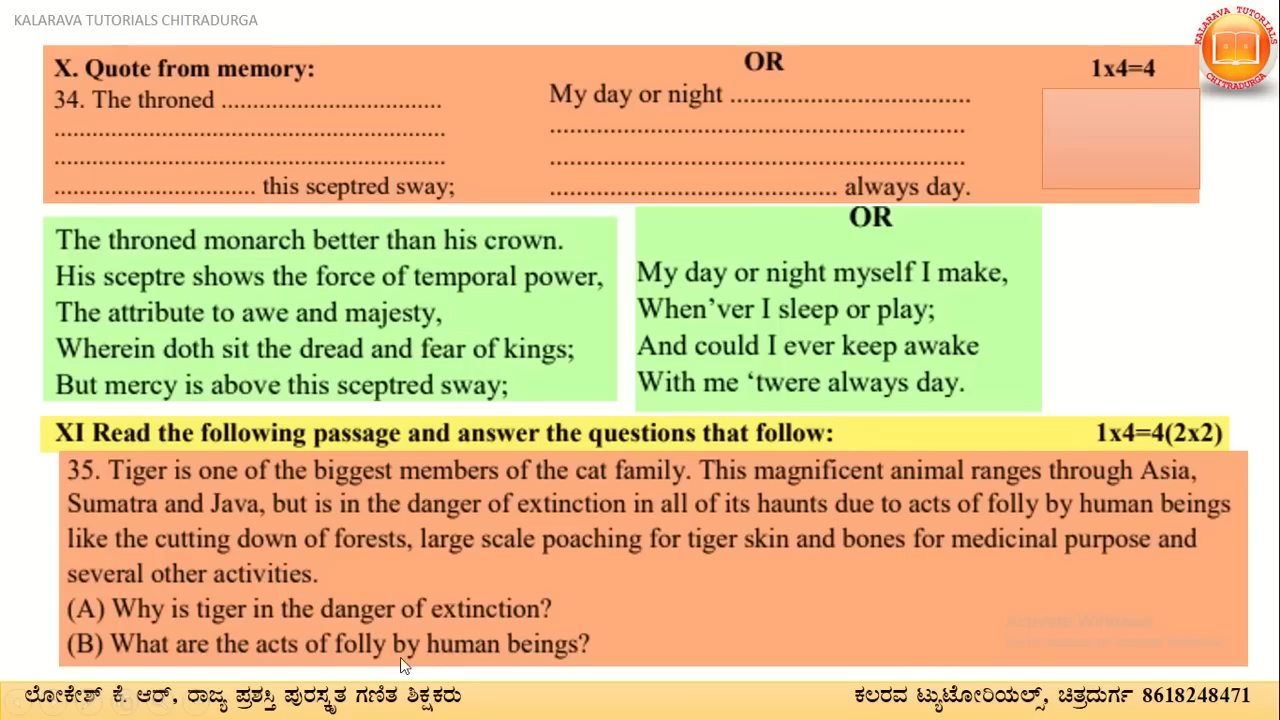 KALARAVA TUTORIALS CHITRADURGA
KALARAVA TUTORIALS
CHITRADURGA
X. Quote from memory:
OR
1x4=4
34. The throned ..................................
....................................................
....................................................
........................... this sceptred sway;
My day or night ..................................
.......................................................
.......................................................
...................................... always day.
The throned monarch better than his crown.
His sceptre shows the force of temporal power,
The attribute to awe and majesty,
Wherein doth sit the dread and fear of kings;
But mercy is above this sceptred sway;
OR
My day or night myself I make,
When’ver I sleep or play;
And could I ever keep awake
With me ‘twere always day.
XI Read the following passage and answer the questions that follow: 1x4=4(2x2)
35. Tiger is one of the biggest members of the cat family. This magnificent animal ranges through Asia,
Sumatra and Java, but is in the danger of extinction in all of its haunts due to acts of folly by human beings
like the cutting down of forests, large scale poaching for tiger skin and bones for medicinal purpose and
several other activities.
(A) Why is tiger in the danger of extinction?
(B) What are the acts of folly by human beings?
Activate Windows
ಲೋಕೇಶ್ ಕೆ. ಆರ್, ರಾಜ್ಯ ಪ್ರಶಸ್ತಿ ಪುರಸ್ಕೃತ ಗಣಿತ ಶಿಕ್ಷಕರು
ಕಲರವ ಟ್ಯುಟೋರಿಯಲ್ಸ್, ಚಿತ್ರದುರ್ಗ 8618248471